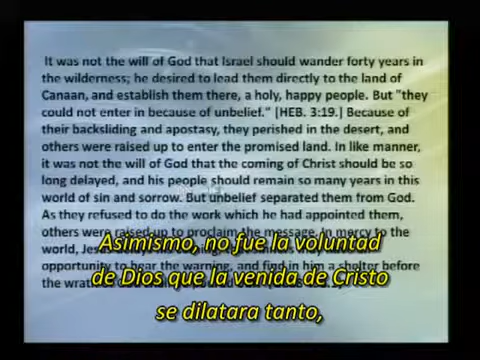 It was not the will of God that Israel should wander forty years in
the wilderness; he desired to lead them directly to the land of
Canaan, and establish them there, a holy, happy people. But "they
could not enter in because of unbelief." [HEB. 3:19.] Because of
their backsliding and apostasy, they perished in the desert, and
others were raised up to enter the promised land. In like manner,
it was not the will of God that the coming of Christ should be so
long delayed, and his people should remain so many years in this
world of sin and sorrow. But unbelief separated them from God.
As they refused to do the work which he had appointed them,
others were raised up to proclaim the message. In mercy to the
world, Jesus
opportunity to hear the warning, and find in him a shelter before
the wrath
Asimismo, no fue la voluntad
de Dios que la venida de Cristo
se dilatara tanto,